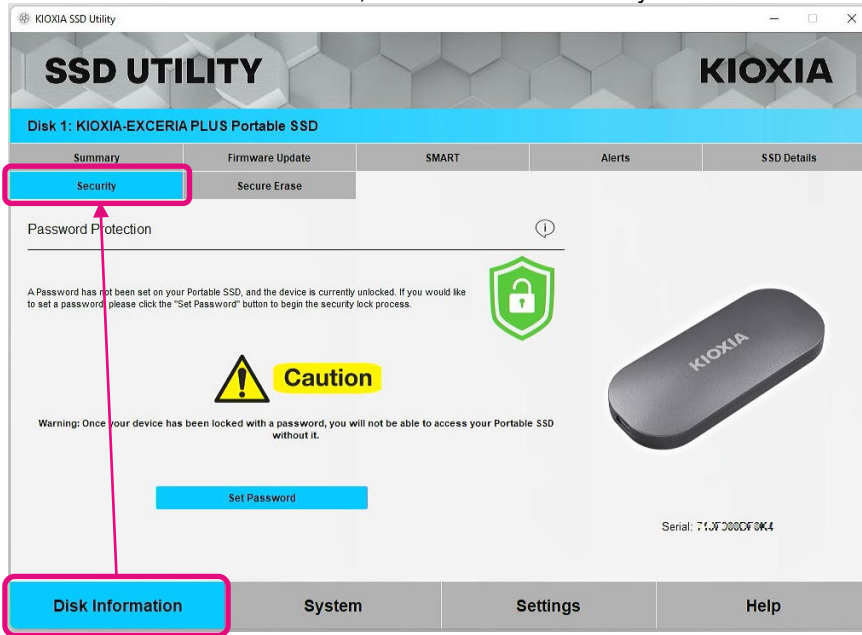 KIOXIA SSD Utility
SSD UTILITY
KIOXIA
Disk 1: KIOXIA-EXCERIA PLUS Portable SSD
Summary
Firmware Update
SMART
Alerts
SSD Details
Security
Secure Erase
Password Protection
A Password has not been set on your Portable SSD, and the device is currently unlocked. If you would like
to set a password, please click the "Set Password" button to begin the security lock process.
KIOXIA
Caution
Warning: Once your device has been locked with a password, you will not be able to access your Portable SSD
without it.
Set Password
Serial:
Disk Information
System
Settings
Help